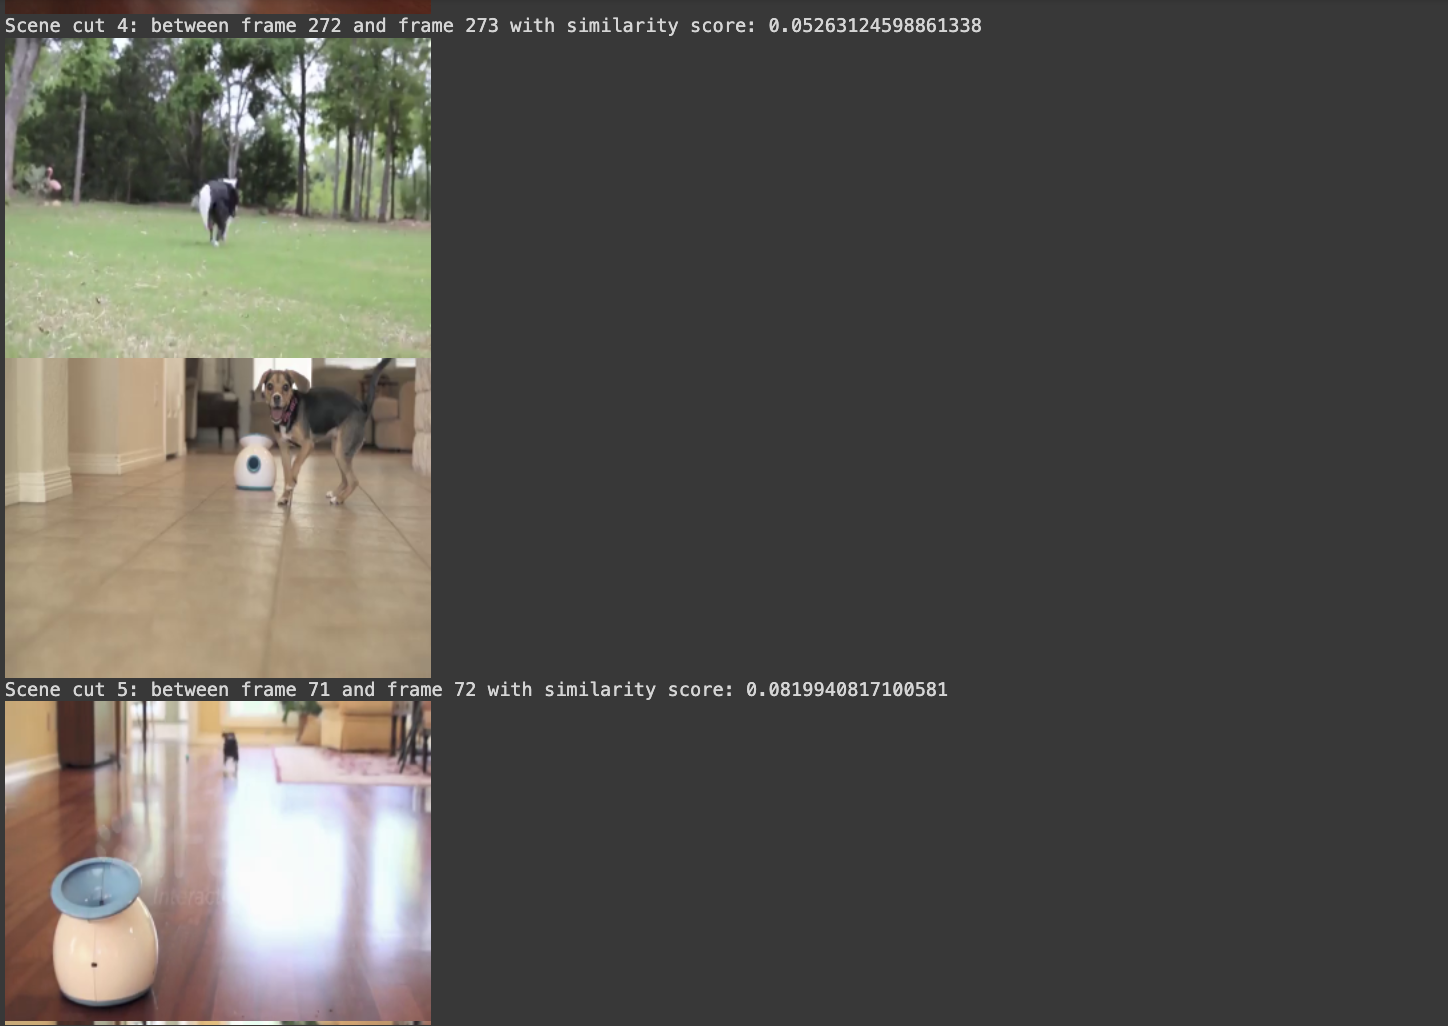 Scene cut 4: between frame 272 and frame 273 with similarity score: 0.05263124598861338
Scene cut 5: between frame 71 and frame 72 with similarity score: 0.0819940817100581